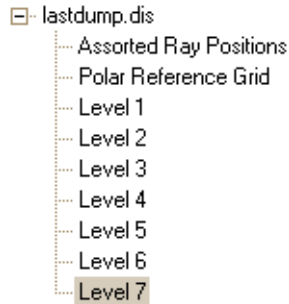 lastdump.dis
Assorted Ray Positions
Polar Reference Grid
Level 1
Level 2
Level 3
Level 4
Level 5
Level 6
Level 7